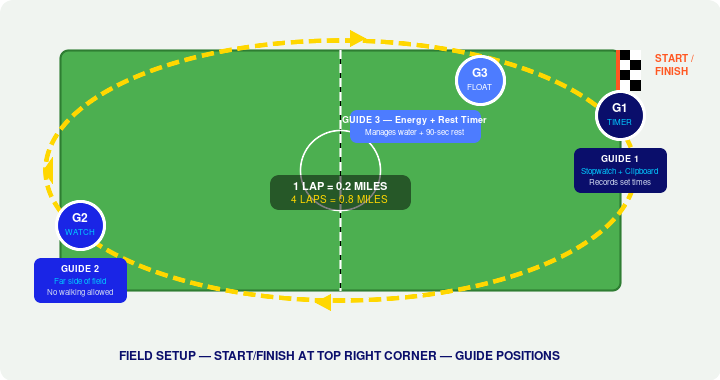 START /
FINISH
G3
FLOAT
G1
TIMER
GUIDE 3 — Energy + Rest Timer
Manages water + 90-sec rest
GUIDE 1
Stopwatch + Clipboard
Records set times
1 LAP = 0.2 MILES
4 LAPS = 0.8 MILES
G2
WATCH
GUIDE 2
Far side of field
No walking allowed
FIELD SETUP — START/FINISH AT TOP RIGHT CORNER — GUIDE POSITIONS